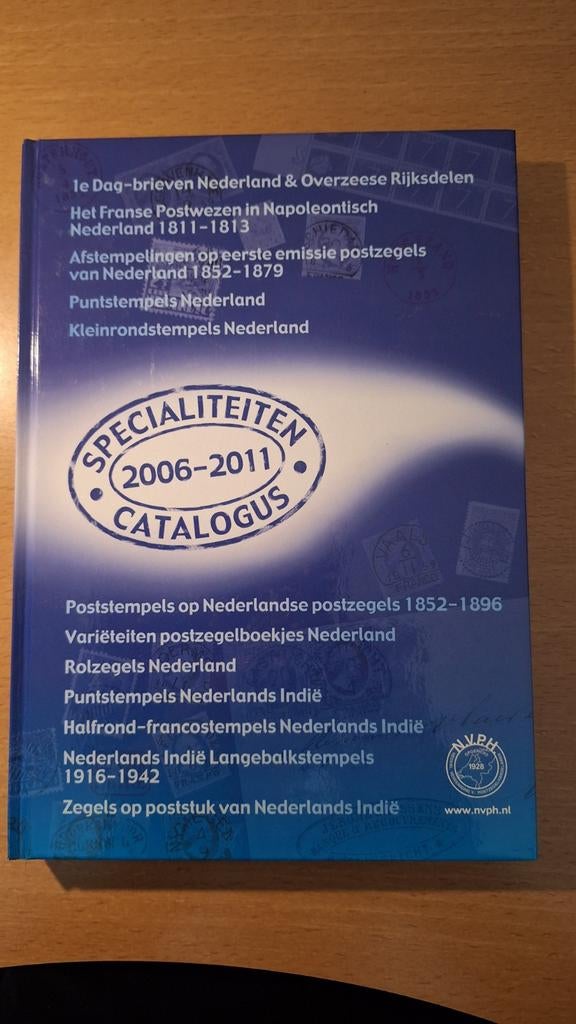 1e Dag-brieven Nederland & Overzeese Rijksdelen
Het Franse Postwezen in Napoleontisch
Nederland 1811-1813
Afstempelingen op eerste emissie postzegels
van Nederland 1852-1879
Puntstempels Nederland
Kleinrondstempels Nederland
SPECIALITEITEN
2006-2011
CATALOGUS
Poststempels op Nederlandse postzegels 1852-1896
Variëteiten postzegelboekjes Nederland
Rolzegels Nederland
Puntstempels Nederlands Indië
Halfrond-francostempels Nederlands Indië
Nederlands Indië Langebalkstempels
1916-1942
Zegels op poststuk van Nederlands Indië
N.V.P.H.
1928
www.nvph.nl